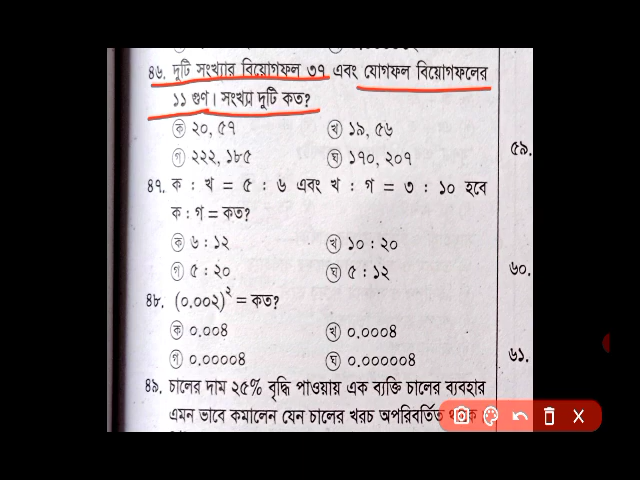 ৪৬. দুটি সংখ্যার বিয়োগফল ৩৭ এবং যোগফল বিয়োগফলের
১১ গুণ। সংখ্যা দুটি কত?
ক ২০, ৫৭
খ ১৯, ৫৬
গ ২২২, ১৮৫
ঘ ১৭০, ২০৭
৪৭. ক : খ = ৫ : ৬ এবং খ : গ = ৩ : ১০ হবে
ক : গ = কত?
ক ৬ : ১২
খ ১০ : ২০
গ ৫ : ২০
ঘ ৫ : ১২
৪৮. (০.০০২)² = কত?
ক ০.০০৪
খ ০.০০০৪
গ ০.০০০০৪
ঘ ০.০০০০০৪
৪৯. চালের দাম ২৫% বৃদ্ধি পাওয়ায় এক ব্যক্তি চালের ব্যবহার
এমন ভাবে কমালেন যেন চালের খরচ অপরিবর্তিত
৫৯.
৬০.
৬১.